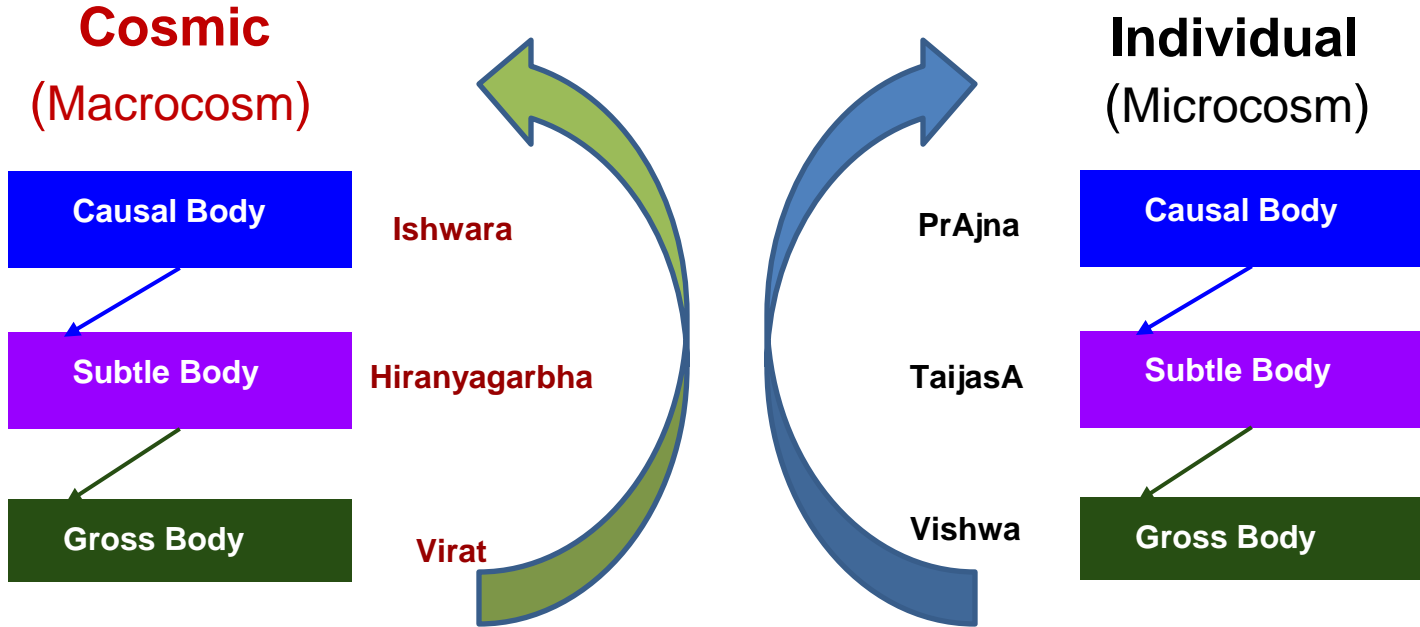 Cosmic
(Macrocosm)
Individual
(Microcosm)
Causal Body
Ishwara
PrAjna
Causal Body
Subtle Body
Hiranyagarbha
TaijasA
Subtle Body
Gross Body
Virat
Vishwa
Gross Body